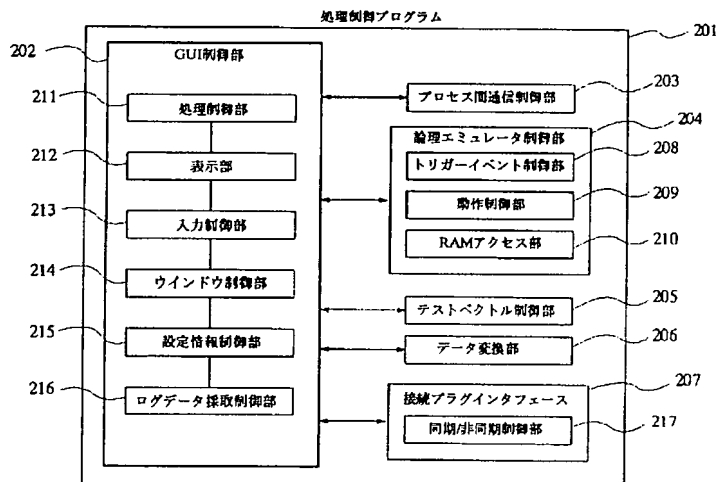 処理制御プログラム
201
202
GUI制御部
211
処理制御部
212
表示部
213
入力制御部
214
ウインドウ制御部
215
設定情報制御部
216
ログデータ採取制御部
プロセス間通信制御部
203
204
論理エミュレータ制御部
トリガーイベント制御部
208
動作制御部
209
RAMアクセス部
210
テストベクトル制御部
205
データ変換部
206
207
接続プラグインタフェース
同期/非同期制御部
217